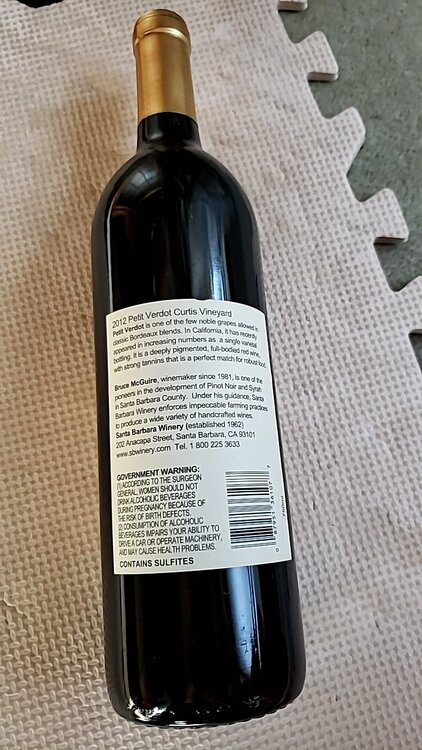 2012 Petit Verdot Curtis Vineyard
Petit Verdot is one of the few noble grapes allowed in
classic Bordeaux blends. In California, it has recently
appeared in increasing numbers as a single varietal
bottling. It is a deeply pigmented, full-bodied red wine,
with strong tannins that is a perfect match for robust food.
Bruce McGuire, winemaker since 1981, is one of the
pioneers in the development of Pinot Noir and Syrah
in Santa Barbara County. Under his guidance, Santa
Barbara Winery enforces impeccable farming practices
to produce a wide variety of handcrafted wines.
Santa Barbara Winery (established 1962)
202 Anacapa Street, Santa Barbara, CA 93101
www.sbwinery.com Tel. 1 800 225 3633
GOVERNMENT WARNING:
(1) ACCORDING TO THE SURGEON
GENERAL, WOMEN SHOULD NOT
DRINK ALCOHOLIC BEVERAGES
DURING PREGNANCY BECAUSE OF
THE RISK OF BIRTH DEFECTS.
(2) CONSUMPTION OF ALCOHOLIC
BEVERAGES IMPAIRS YOUR ABILITY TO
DRIVE A CAR OR OPERATE MACHINERY,
AND MAY CAUSE HEALTH PROBLEMS.
CONTAINS SULFITES
750ml